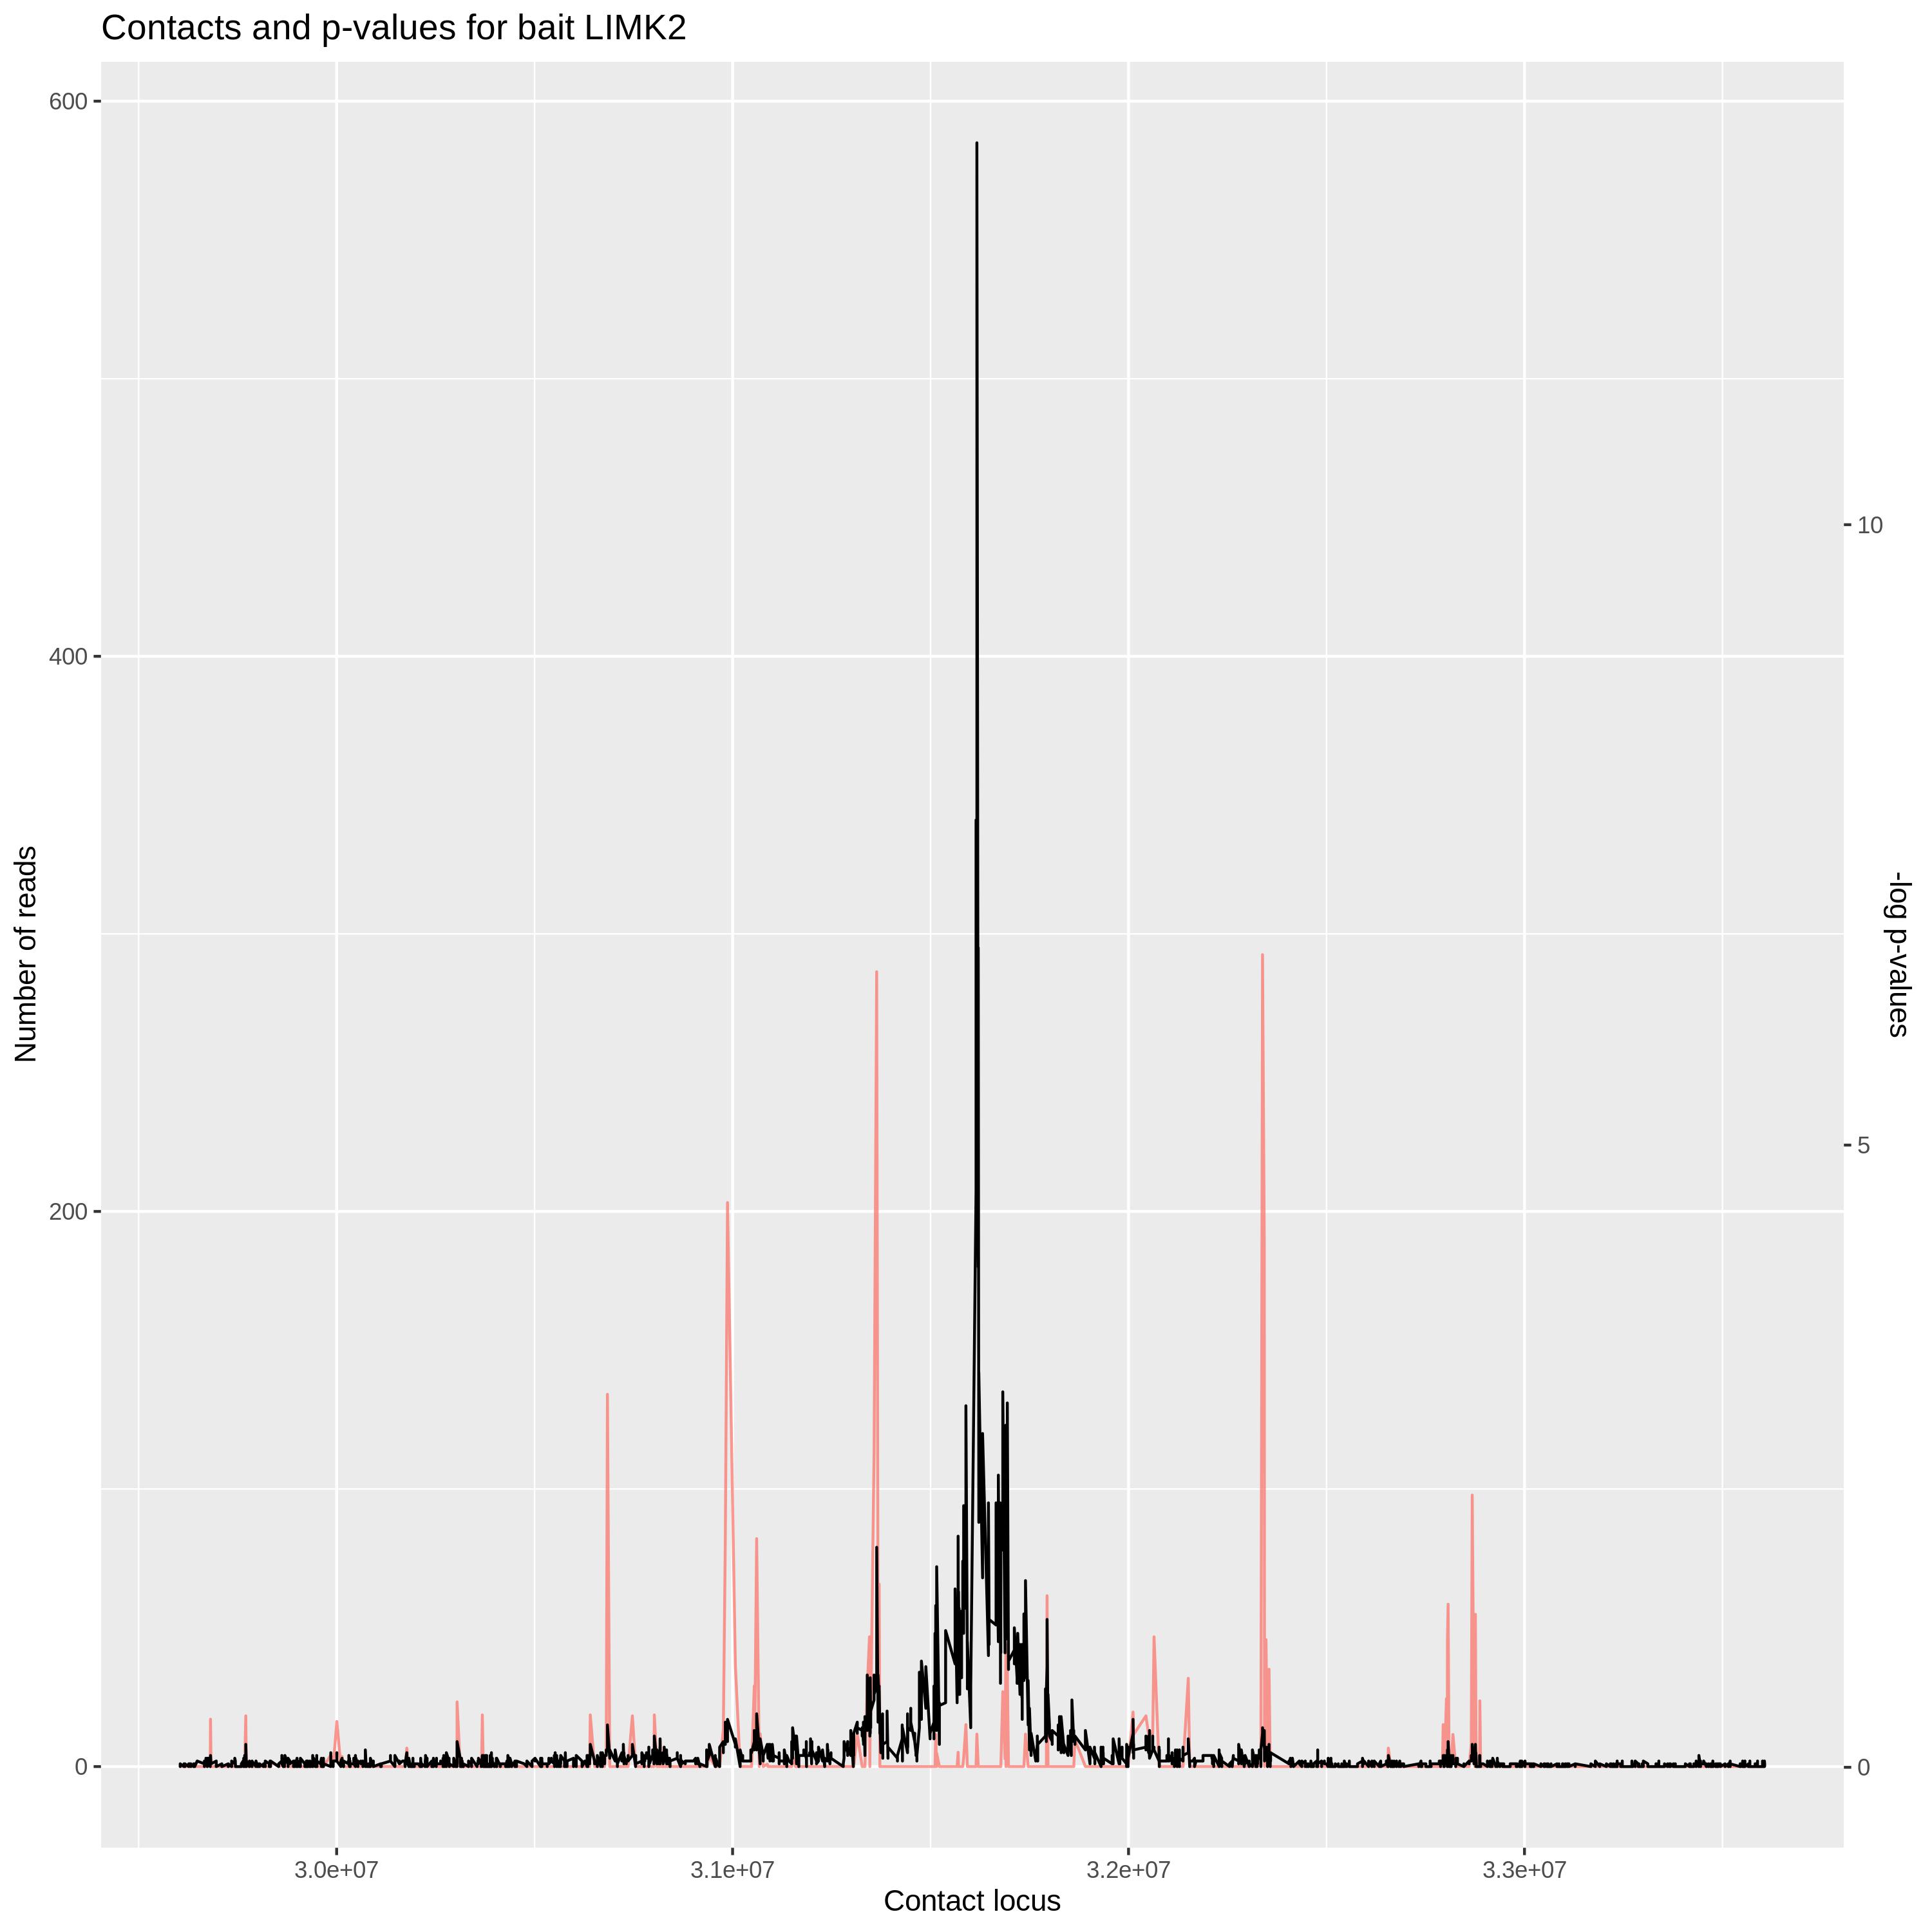 Contacts and p-values for bait LIMK2
600
400
200
0
Number of reads
10
5
0
-log p-values
3.0e+07
3.1e+07
3.2e+07
3.3e+07
Contact locus